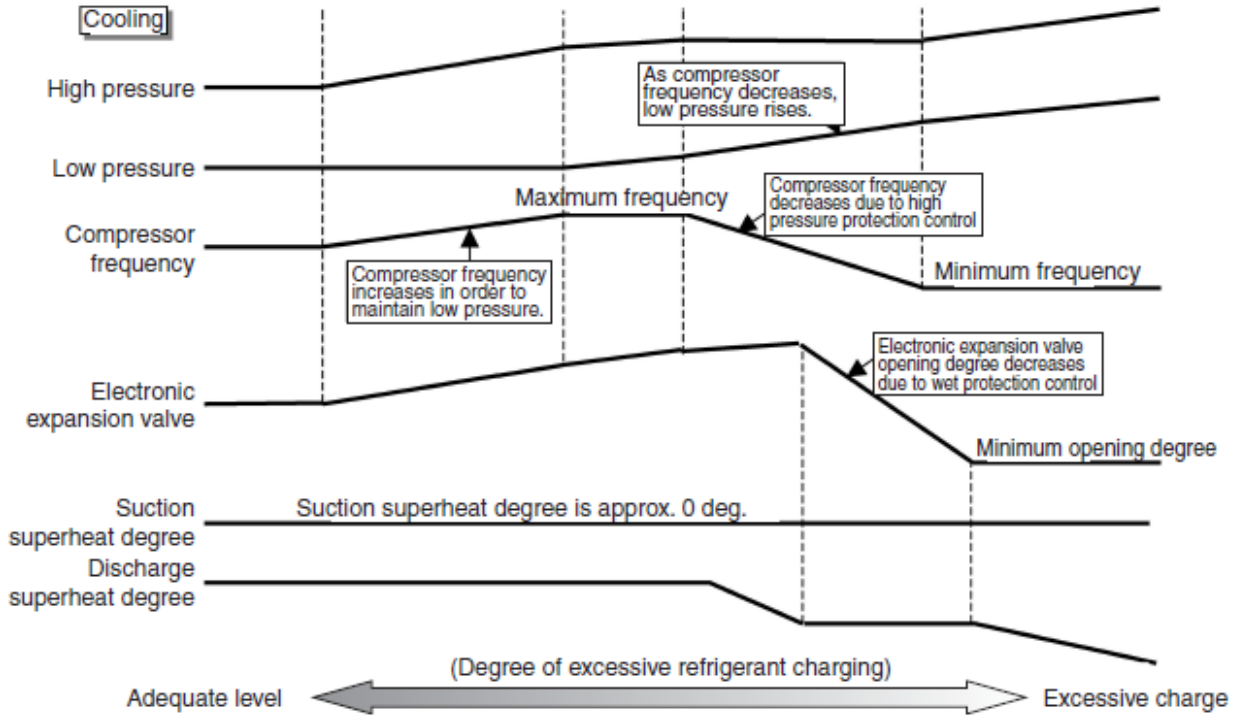 Cooling
High pressure
As compressor
frequency decreases,
low pressure rises.
Low pressure
Maximum frequency
Compressor frequency
decreases due to high
pressure protection control
Compressor
frequency
Compressor frequency
increases in order to
maintain low pressure.
Minimum frequency
Electronic expansion valve
opening degree decreases
due to wet protection control
Electronic
expansion valve
Minimum opening degree
Suction
superheat degree
Suction superheat degree is approx. 0 deg.
Discharge
superheat degree
(Degree of excessive refrigerant charging)
Adequate level
Excessive charge